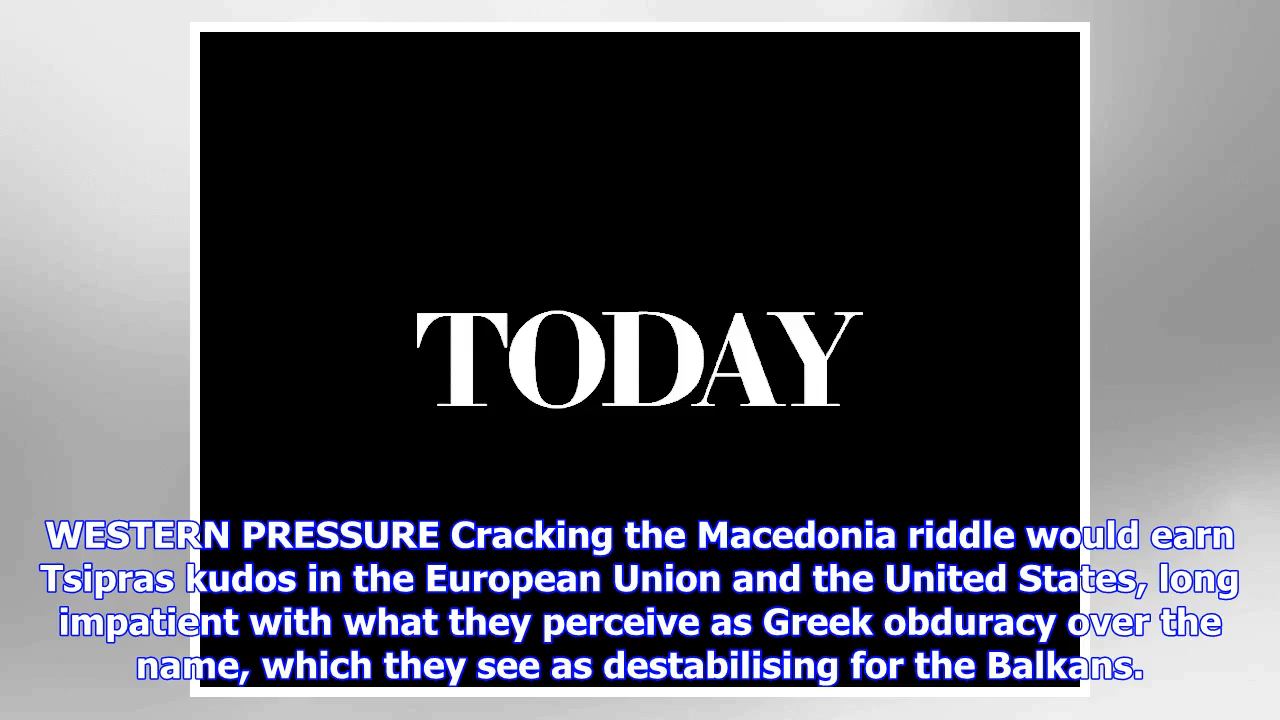 TODAY
WESTERN PRESSURE Cracking the Macedonia riddle would earn
Tsipras kudos in the European Union and the United States, long
impatient with what they perceive as Greek obduracy over the
name, which they see as destabilising for the Balkans.